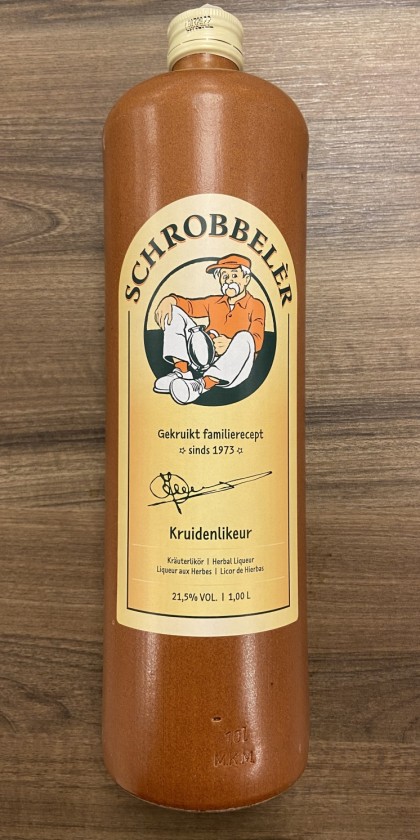 SCHROBBELÈR
Gekruikt familierecept
sinds 1973
Kruidenlikeur
Kräuterlikör | Herbal Liqueur
Liqueur aux Herbes | Licor de Hierbas
21,5% VOL. | 1,00 L
MKM